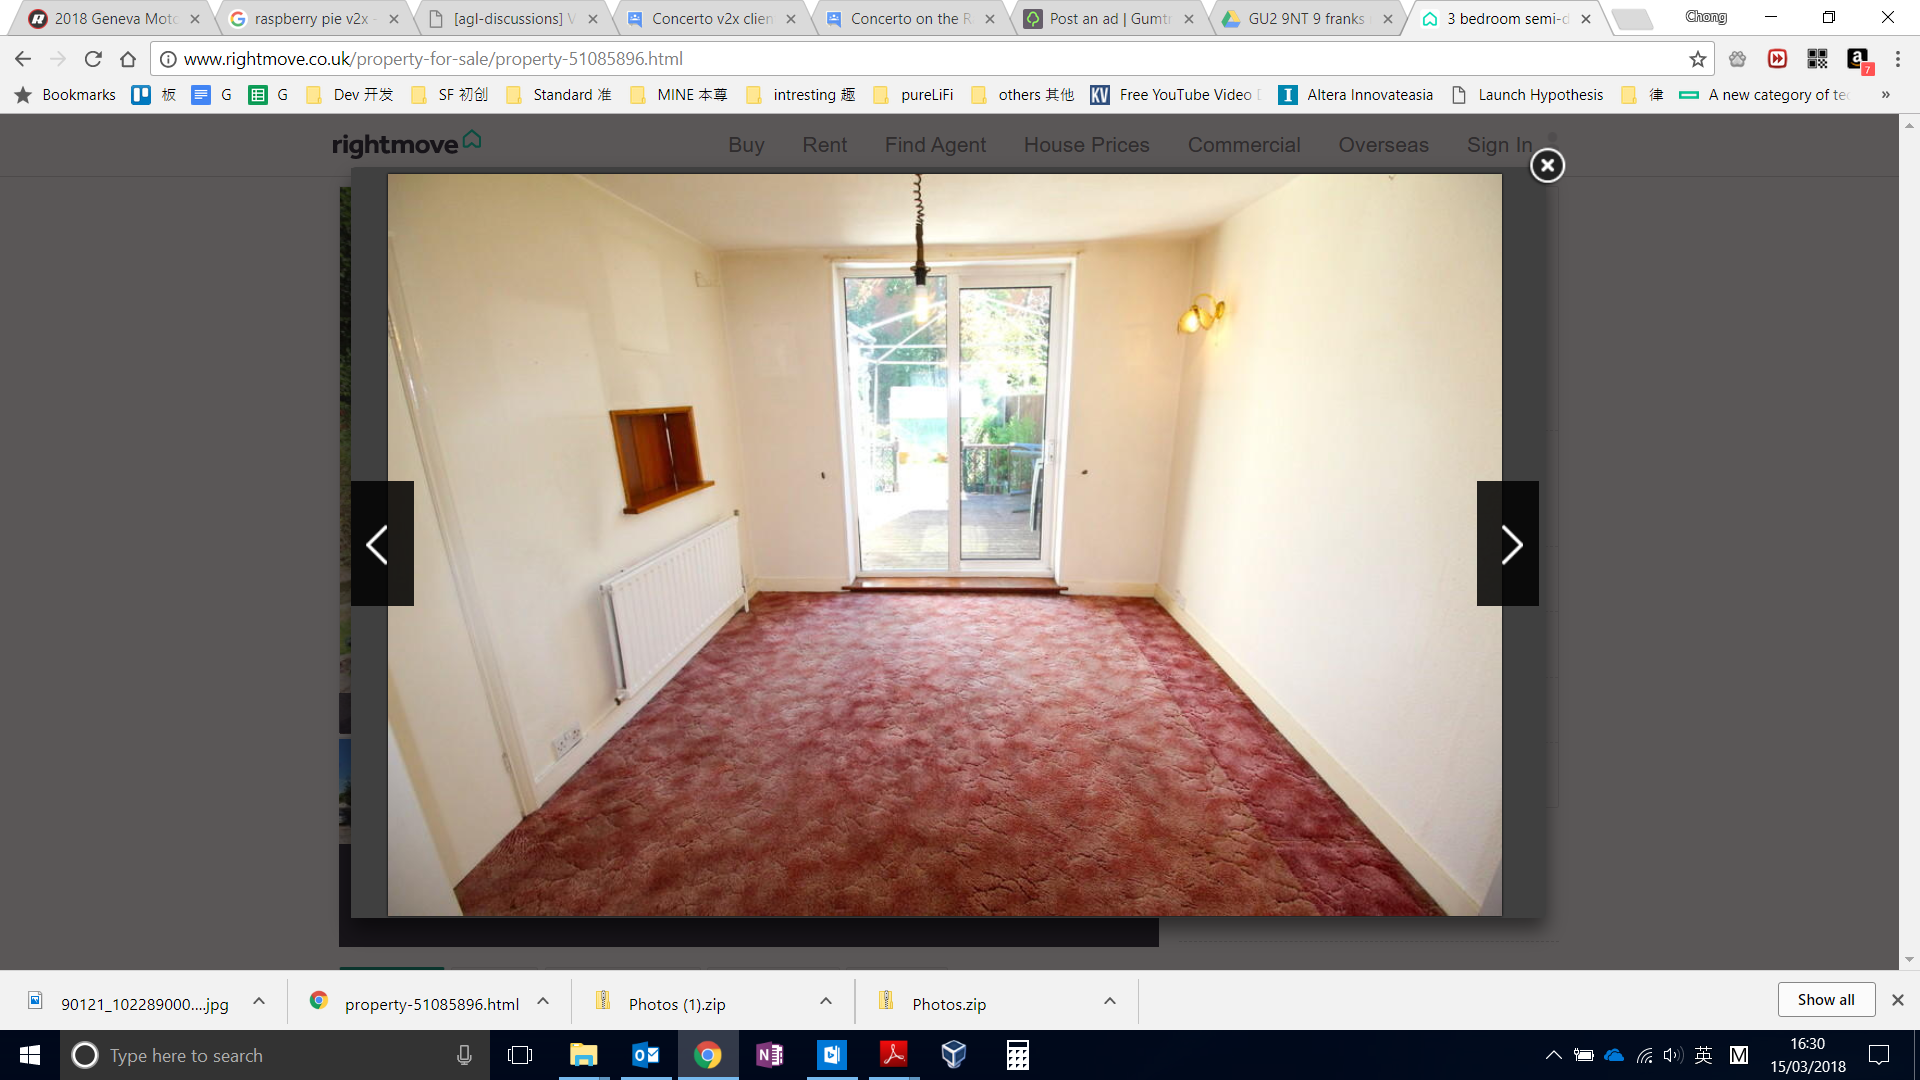 2018 Geneva Moto
raspberry pie v2x -
[agl-discussions] V
Concerto v2x clien
Concerto on the R
Post an ad | Gumt
GU2 9NT 9 franks
3 bedroom semi-d
Chong
www.rightmove.co.uk/property-for-sale/property-51085896.html
7
Bookmarks
板
G
G
Dev 开发
SF 初创
Standard 准
MINE 本尊
intresting 趣
pureLiFi
others 其他
KV
Free YouTube Video
Altera Innovateasia
Launch Hypothesis
律
A new category of te
»
rightmove
Buy
Rent
Find Agent
House Prices
Commercial
Overseas
Sign In
90121_102289000....jpg
property-51085896.html
Photos (1).zip
Photos.zip
Show all
Type here to search
英
M
16:30
15/03/2018